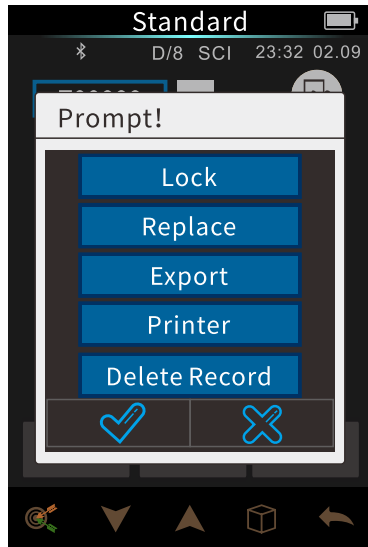 Standard
D/8 SCI 23:32 02.09
Prompt!
Lock
Replace
Export
Printer
Delete Record